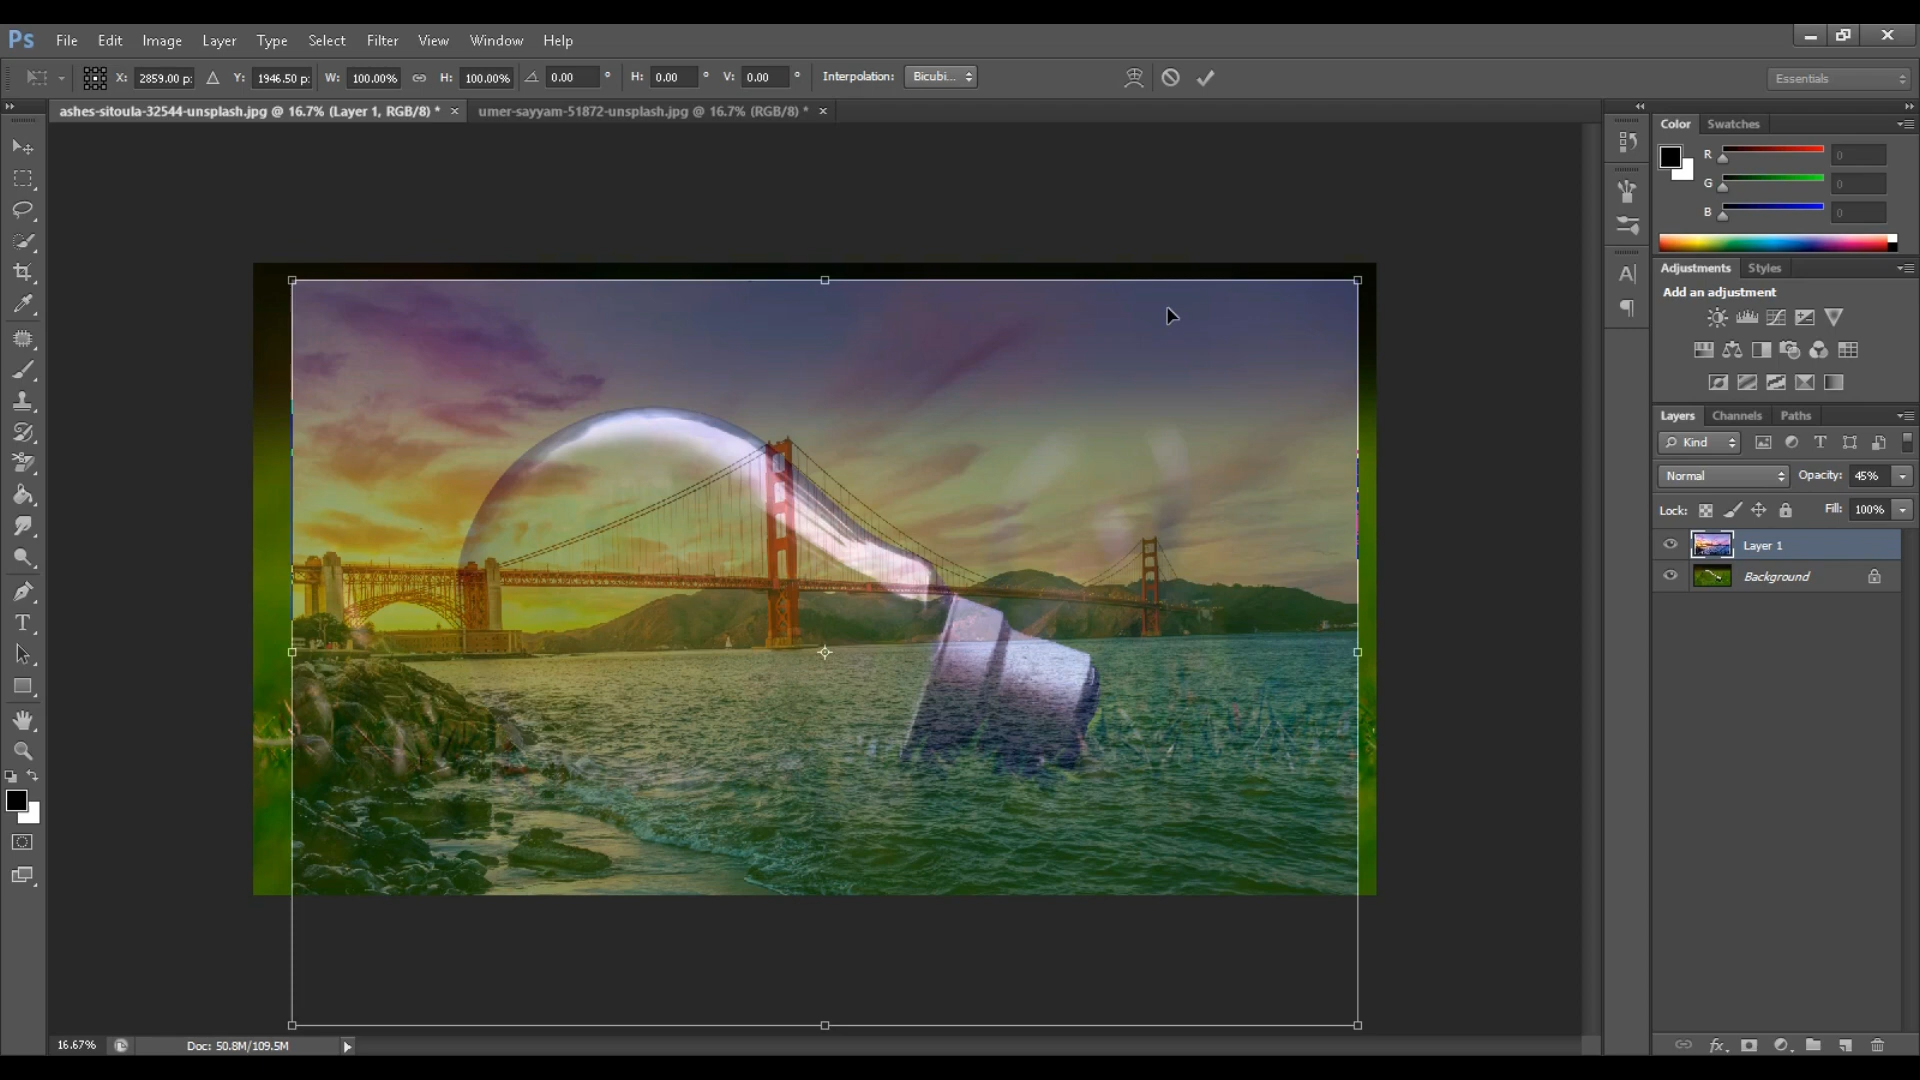 Ps File Edit Image Layer Type Select Filter View Window Help
X: 2859.00 p: Y: 1946.50 p: W: 100.00% H: 100.00% 0.00 ° H: 0.00 ° V: 0.00 ° Interpolation: Bicubi... Essentials
ashes-sitoula-32544-unsplash.jpg @ 16.7% (Layer 1, RGB/8) * × umer-sayyam-51872-unsplash.jpg @ 16.7% (RGB/8) * ×
Color Swatches
R 0
G 0
B 0
Adjustments Styles
Add an adjustment
Layers Channels Paths
Kind T
Normal Opacity: 45%
Lock: Fill: 100%
Layer 1
Background
T
A
fx
16.67% Doc: 50.8M/109.5M